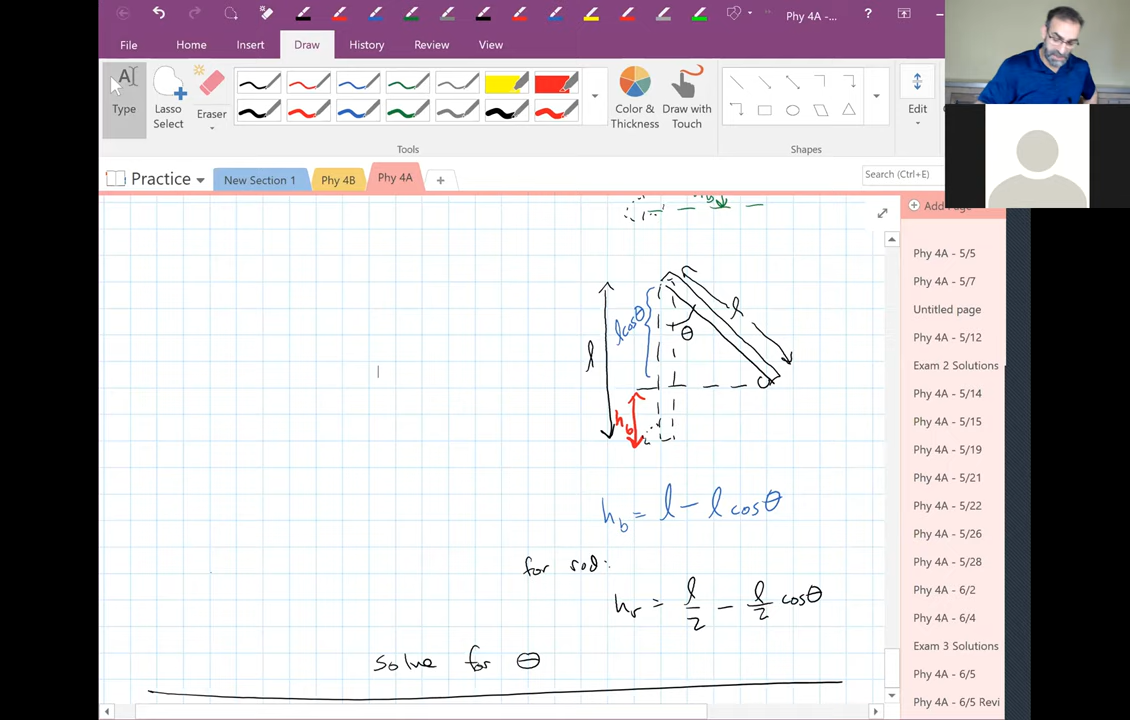 Phy 4A -...
?
File
Home
Insert
Draw
History
Review
View
Type
Lasso Select
Eraser
Color & Thickness
Draw with Touch
Edit
Tools
Shapes
Practice
New Section 1
Phy 4B
Phy 4A
+
Search (Ctrl+E)
Add Page
Phy 4A - 5/5
Phy 4A - 5/7
Untitled page
Phy 4A - 5/12
Exam 2 Solutions
Phy 4A - 5/14
Phy 4A - 5/15
Phy 4A - 5/19
Phy 4A - 5/21
Phy 4A - 5/22
Phy 4A - 5/26
Phy 4A - 5/28
Phy 4A - 6/2
Phy 4A - 6/4
Exam 3 Solutions
Phy 4A - 6/5
Phy 4A - 6/5 Revi
l
l cosθ
θ
l
h_b
h_b = l - l cosθ
for rod:
h_r = l/2 - l/2 cosθ
solve for θ